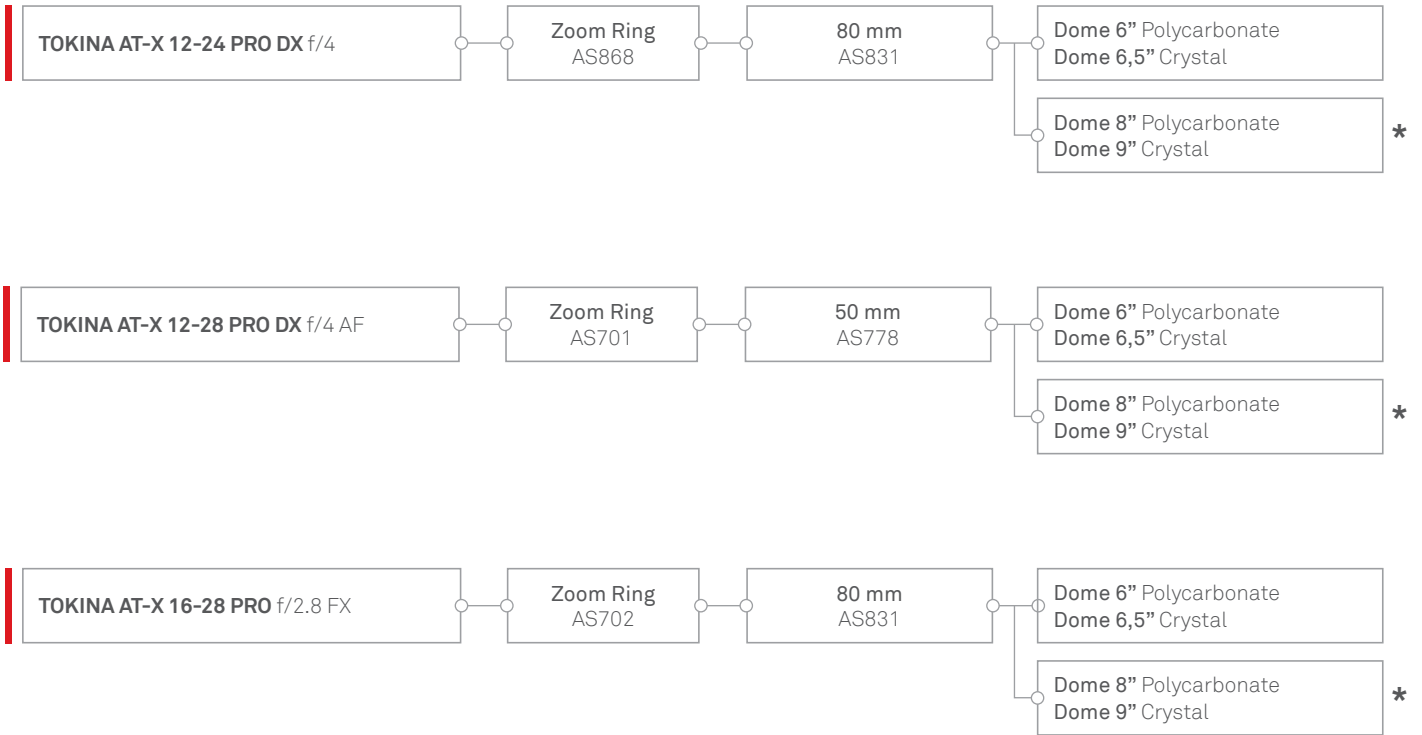 TOKINA AT-X 12-24 PRO DX f/4
Zoom Ring
AS868
80 mm
AS831
Dome 6” Polycarbonate
Dome 6,5” Crystal
Dome 8” Polycarbonate
Dome 9” Crystal
*
TOKINA AT-X 12-28 PRO DX f/4 AF
Zoom Ring
AS701
50 mm
AS778
Dome 6” Polycarbonate
Dome 6,5” Crystal
Dome 8” Polycarbonate
Dome 9” Crystal
*
TOKINA AT-X 16-28 PRO f/2.8 FX
Zoom Ring
AS702
80 mm
AS831
Dome 6” Polycarbonate
Dome 6,5” Crystal
Dome 8” Polycarbonate
Dome 9” Crystal
*